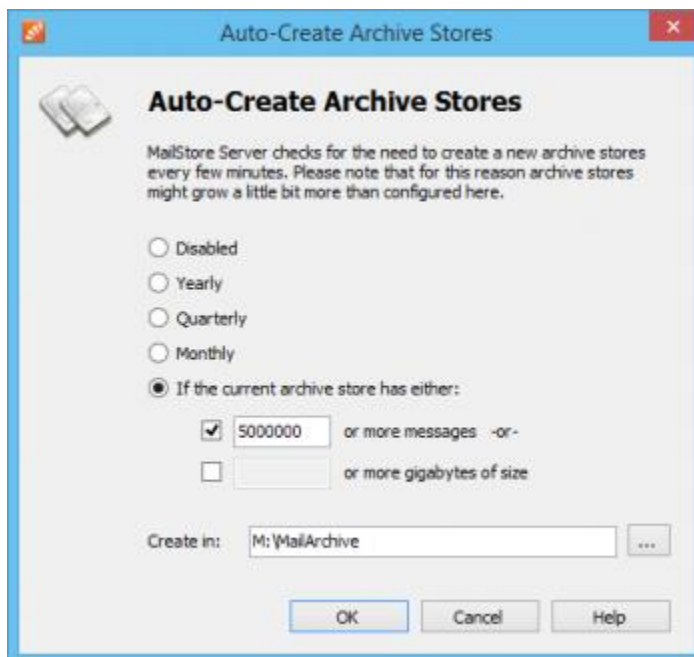 Auto-Create Archive Stores
Auto-Create Archive Stores
MailStore Server checks for the need to create a new archive stores
every few minutes. Please note that for this reason archive stores
might grow a little bit more than configured here.
Disabled
Yearly
Quarterly
Monthly
If the current archive store has either:
5000000 or more messages -or-
or more gigabytes of size
Create in: M:\MailArchive ...
OK Cancel Help